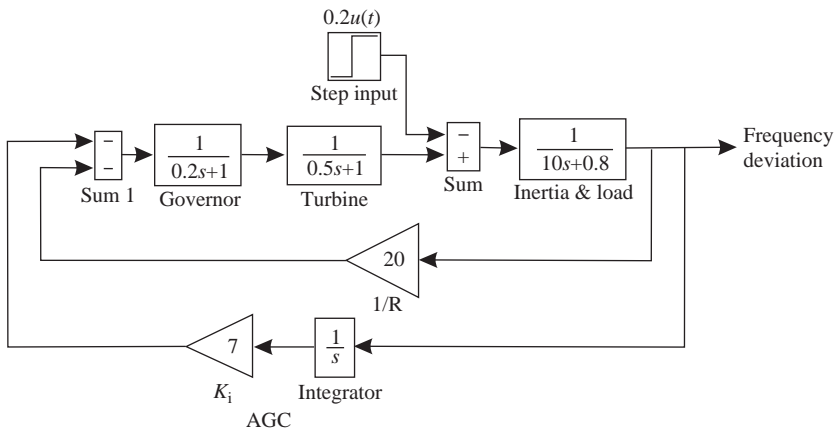 0.2u(t)
Step input
−
−
Sum 1
1
0.2s+1
Governor
1
0.5s+1
Turbine
−
+
Sum
1
10s+0.8
Inertia & load
Frequency
deviation
20
1/R
7
Ki
1
s
Integrator
AGC